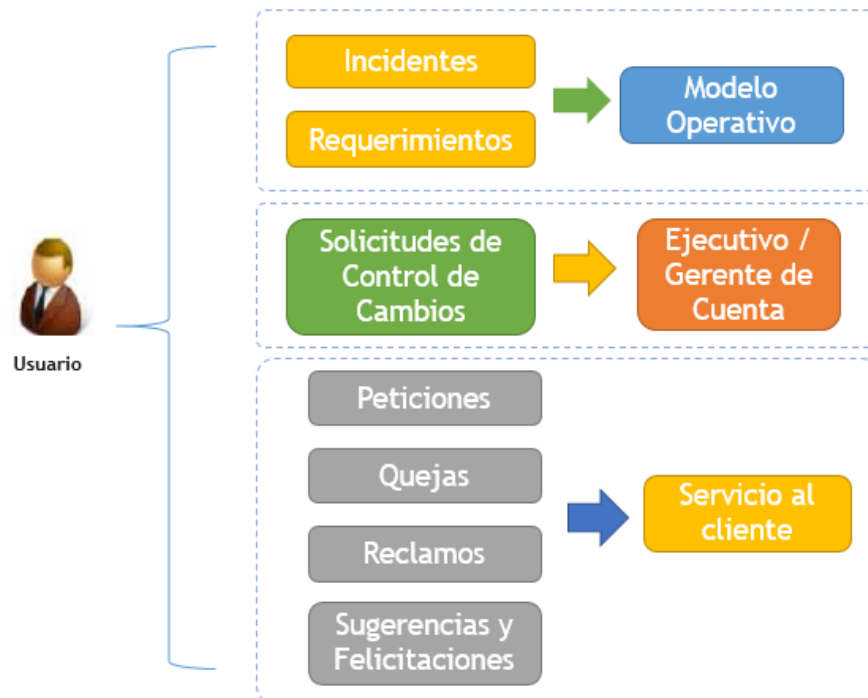 Incidentes
Requerimientos
Modelo
Operativo
Usuario
Solicitudes de
Control de
Cambios
Ejecutivo /
Gerente de
Cuenta
Peticiones
Quejas
Reclamos
Sugerencias y
Felicitaciones
Servicio al
cliente